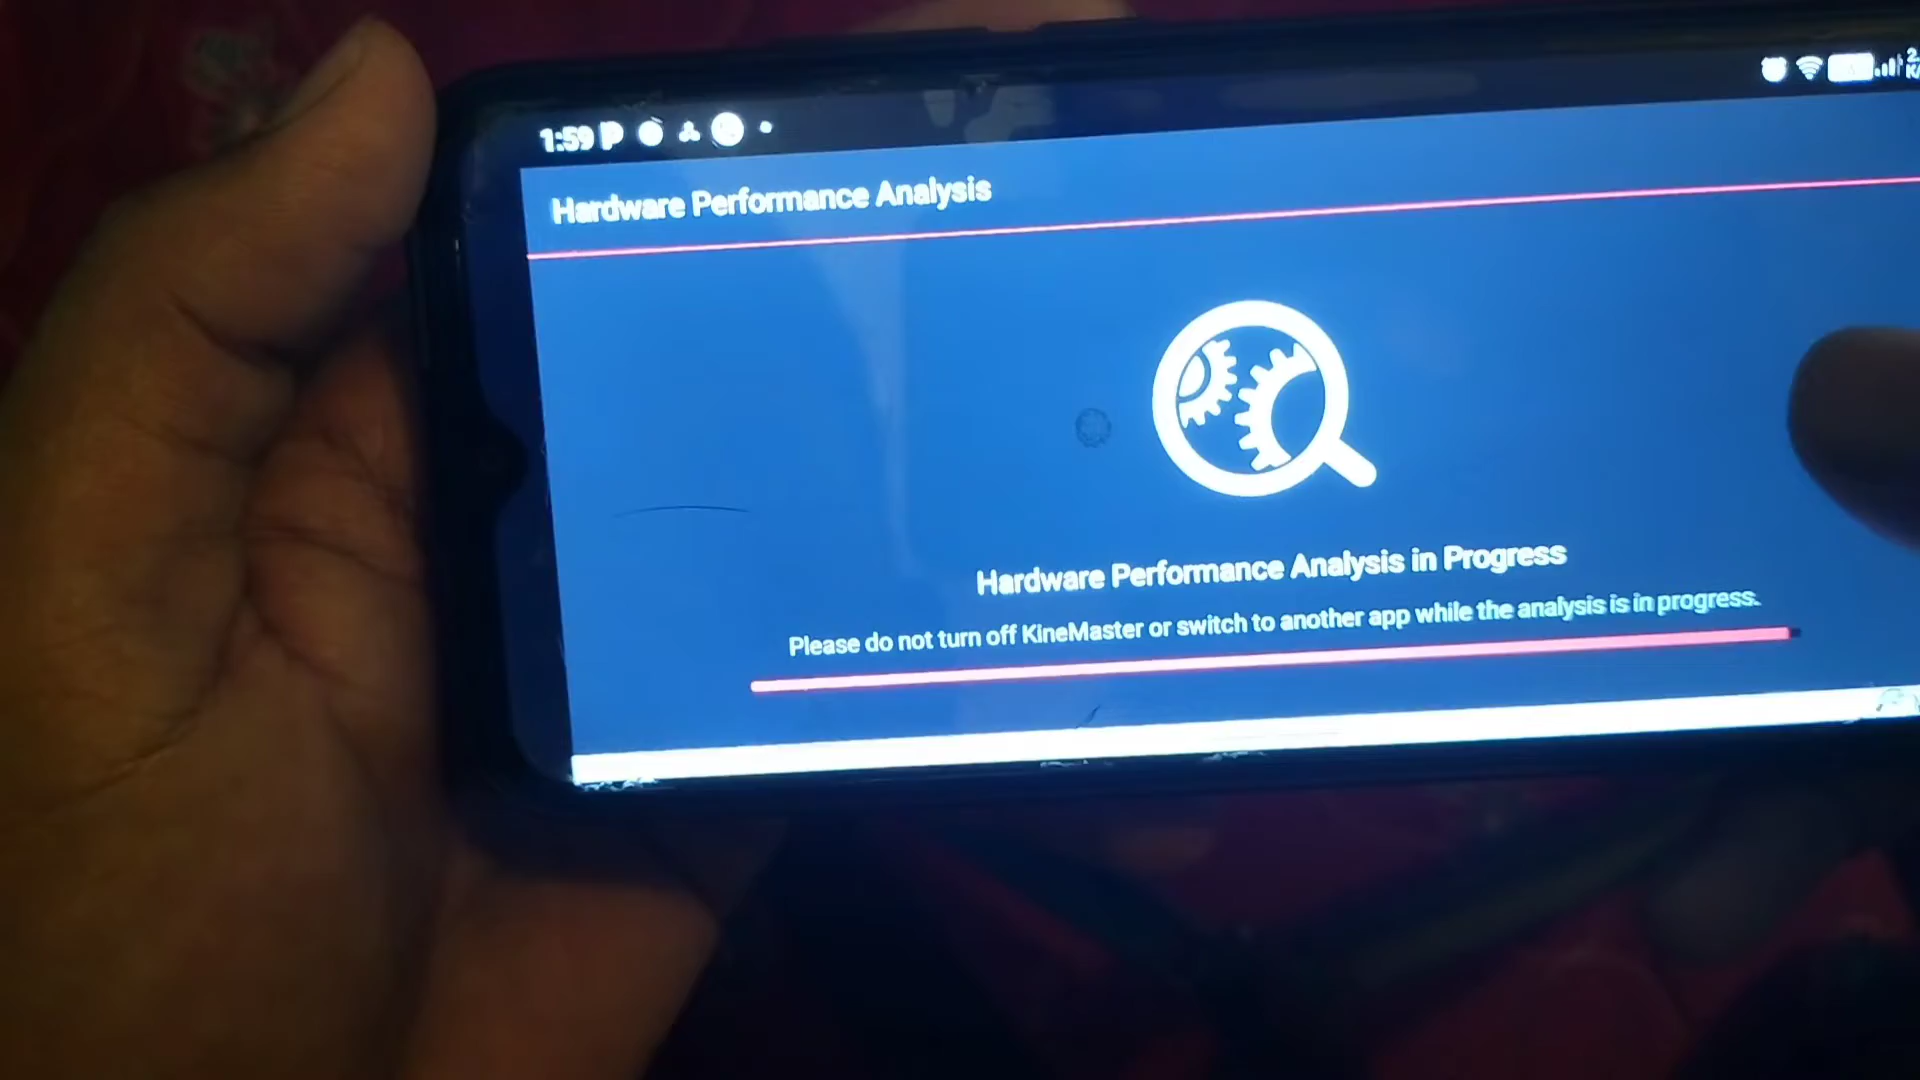 1:59
Hardware Performance Analysis
Hardware Performance Analysis in Progress
Please do not turn off KineMaster or switch to another app while the analysis is in progress.